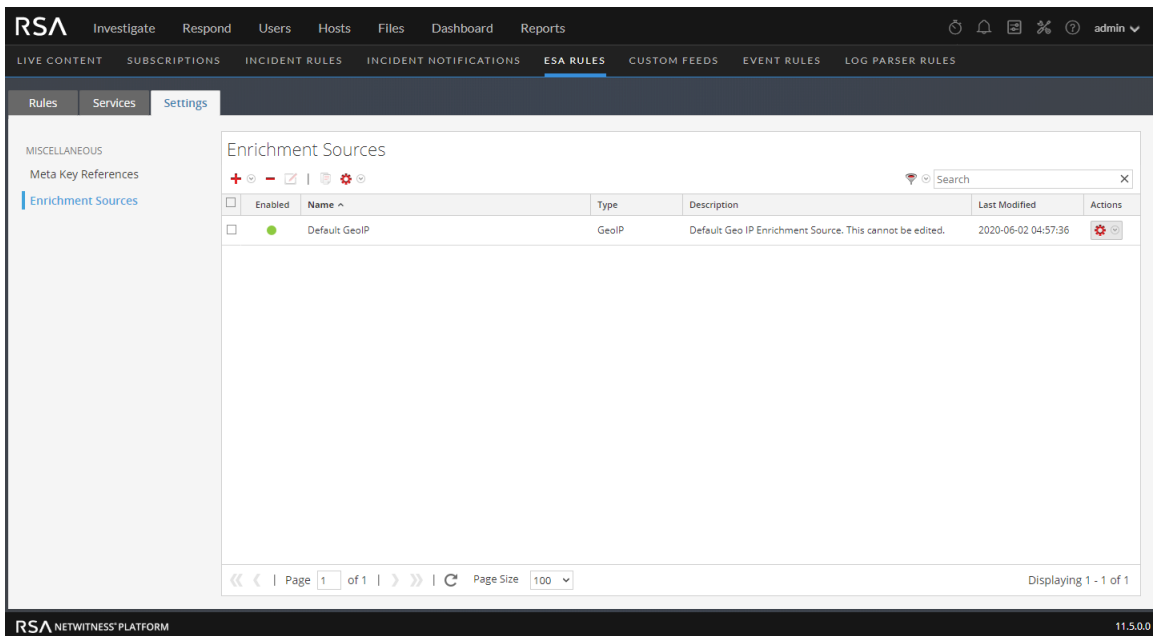 RSA Investigate Respond Users Hosts Files Dashboard Reports admin
LIVE CONTENT SUBSCRIPTIONS INCIDENT RULES INCIDENT NOTIFICATIONS ESA RULES CUSTOM FEEDS EVENT RULES LOG PARSER RULES
Rules Services Settings
MISCELLANEOUS
Meta Key References
Enrichment Sources
Enrichment Sources
Search
Enabled Name Type Description Last Modified Actions
Default GeoIP GeoIP Default Geo IP Enrichment Source. This cannot be edited. 2020-06-02 04:57:36
Page 1 of 1 Page Size 100 Displaying 1 - 1 of 1
RSA NETWITNESS® PLATFORM 11.5.0.0